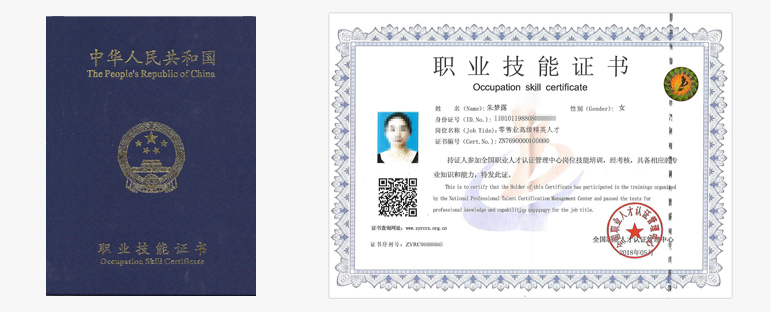 中华人民共和国
The People's Republic of China
职业技能证书
Occupation Skill Certificate
职业技能证书
Occupation skill certificate
姓 名(Name): 朱梦露 性别(Gender): 女
身份证号(ID.No.):
岗位名称(Job Title): 零售业高级精英人才
证书编号(Cert.No.): ZN7690000100000
持证人参加全国职业人才认证管理中心岗位技能培训，经考核，具备相应的专
业知识和能力，特发此证。
This is to certify that the Holder of this Certificate has participated in the trainings organized
by the National Professional Talent Certification Management Center and passed the tests for
professional knowledge and capabilities necessary for the job title.
证书查询网址: www.zyrcrz.org.cn
证书序列号: ZYRC
全国职业人才认证管理中心
2018年05月